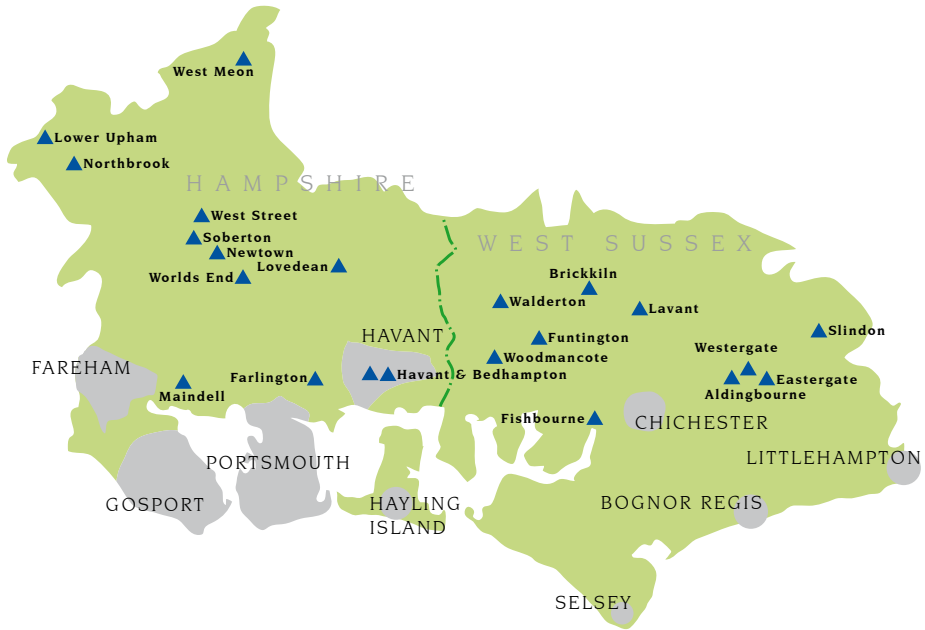 West Meon
Lower Upham
Northbrook
HAMPSHIRE
West Street
Soberton
Newtown
Lovedean
Worlds End
WEST SUSSEX
Brickkiln
Walderton
Lavant
Slindon
HAVANT
Funtington
Westergate
Woodmancote
FAREHAM
Farlington
Havant & Bedhampton
Eastergate
Maindell
Aldingbourne
Fishbourne
CHICHESTER
LITTLEHAMPTON
PORTSMOUTH
GOSPORT
HAYLING
ISLAND
BOGNOR REGIS
SELSEY